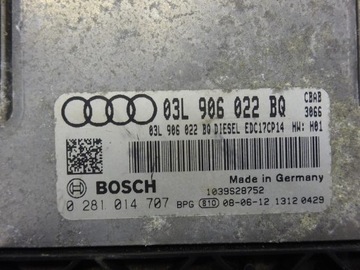 03L 906 022 BQ CBAB
3066
03L 906 022 BQ DIESEL EDC17CP14 HW: H01
Made in Germany
BOSCH 1039S28752
0 281 014 707 BPG 810 08-06-12 1312 0429